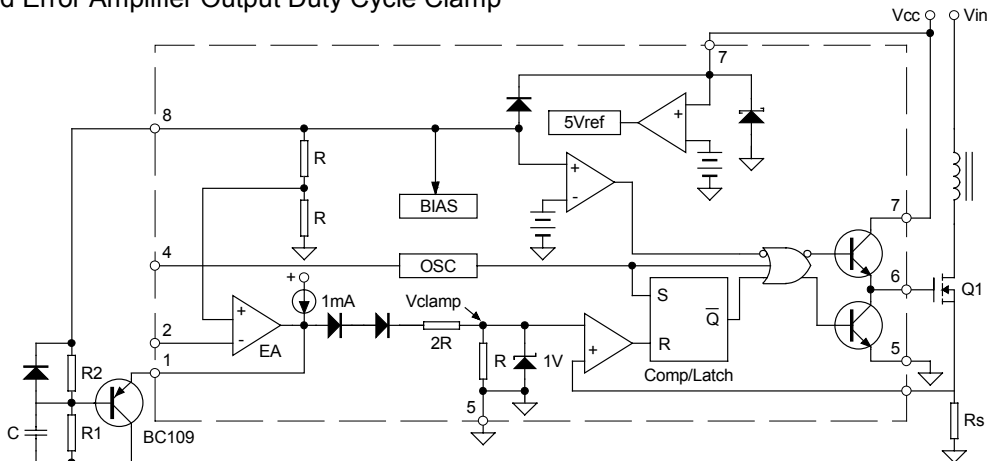 d Error Amplifier Output Duty Cycle Clamp
Vcc Vin
7
8
5Vref
+
R
+
-
R
BIAS
7
4
OSC
6
Q1
+
1mA
Vclamp
S
Q
2
+
-
EA
2R
R
1V
+
R
5
1
Comp/Latch
R2
5
C
R1
BC109
Rs